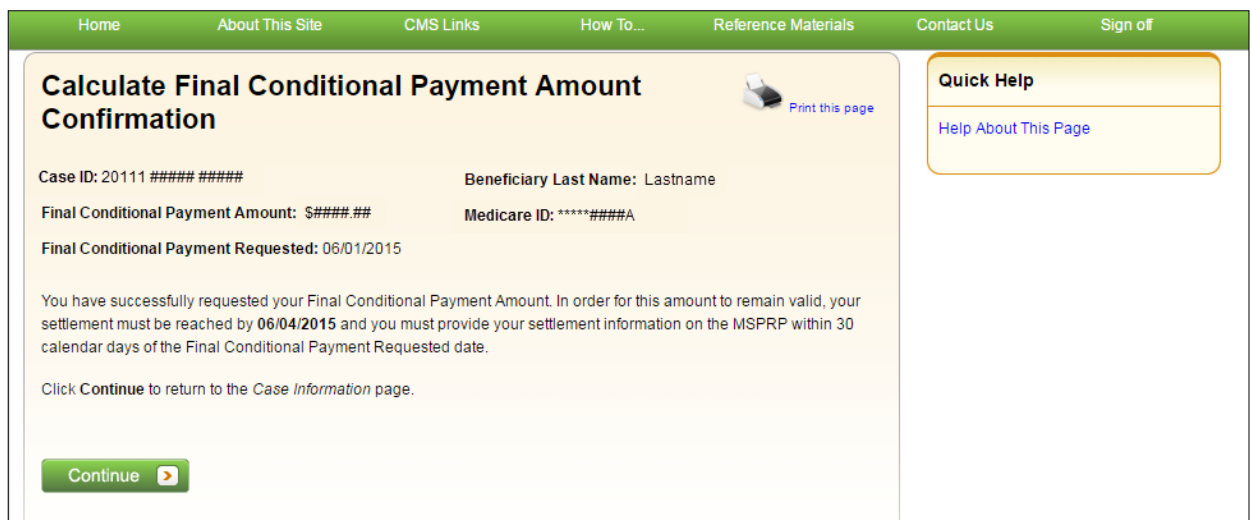 Home About This Site CMS Links How To... Reference Materials Contact Us Sign off
Calculate Final Conditional Payment Amount
Confirmation
Print this page
Quick Help
Help About This Page
Case ID: 20111 ##### #####
Beneficiary Last Name: Lastname
Final Conditional Payment Amount: $####.##
Medicare ID: *****####A
Final Conditional Payment Requested: 06/01/2015
You have successfully requested your Final Conditional Payment Amount. In order for this amount to remain valid, your
settlement must be reached by 06/04/2015 and you must provide your settlement information on the MSPRP within 30
calendar days of the Final Conditional Payment Requested date.
Click Continue to return to the Case Information page.
Continue